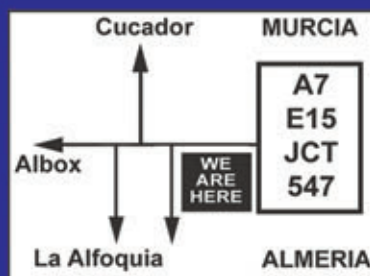 Cucador
MURCIA
A7
E15
JCT
547
Albox
WE
ARE
HERE
La Alfoquia
ALMERIA